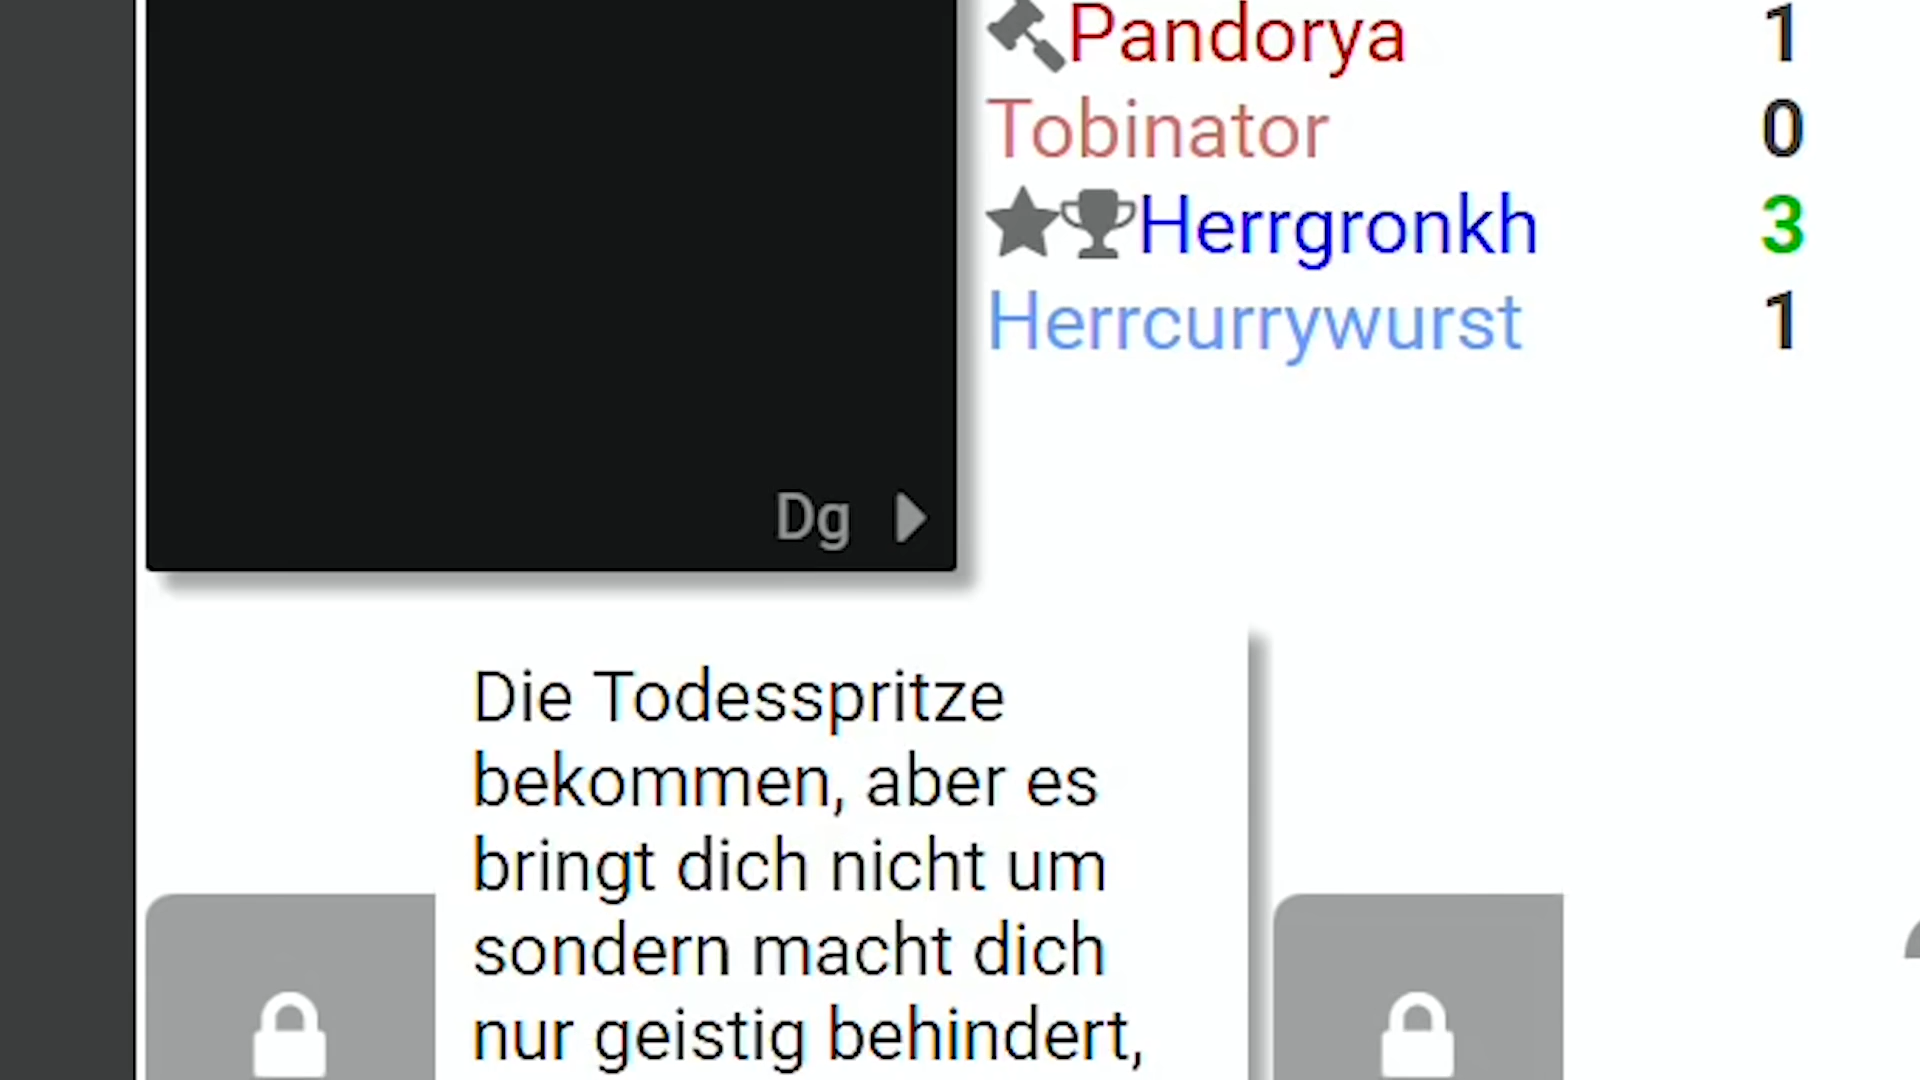 Pandorya 1
Tobinator 0
Herrgronkh 3
Herrcurrywurst 1
Dg
Die Todesspritze
bekommen, aber es
bringt dich nicht um
sondern macht dich
nur geistig behindert,